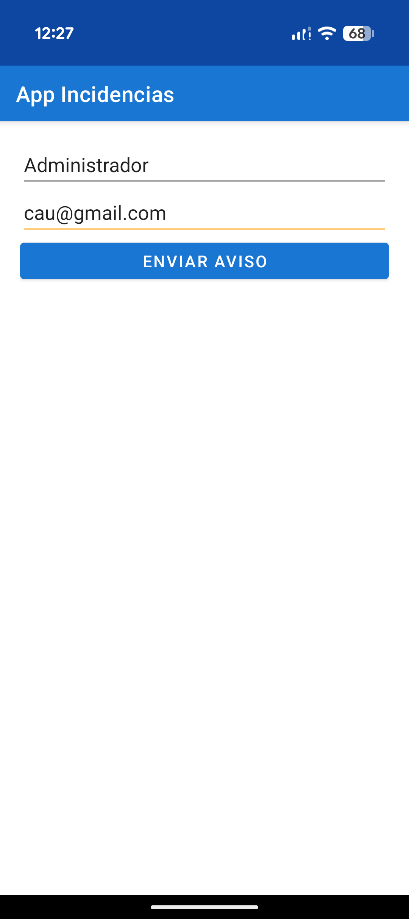 12:27
68
App Incidencias
Administrador
cau@gmail.com
ENVIAR AVISO